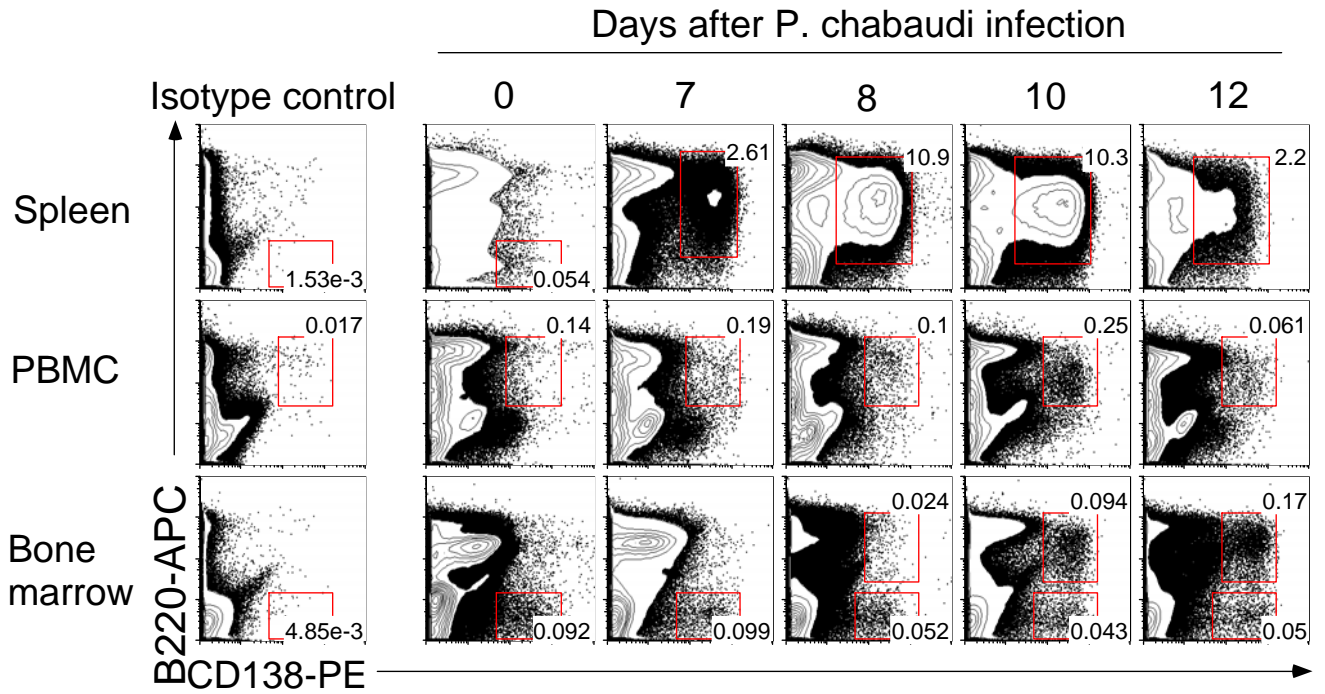 Days after P. chabaudi infection
Isotype control 0 7 8 10 12
Spleen
1.53e-3 0.054 2.61 10.9 10.3 2.2
PBMC
0.017 0.14 0.19 0.1 0.25 0.061
Bone
marrow
0.024 0.094 0.17
4.85e-3 0.092 0.099 0.052 0.043 0.05
B220-APC
CD138-PE